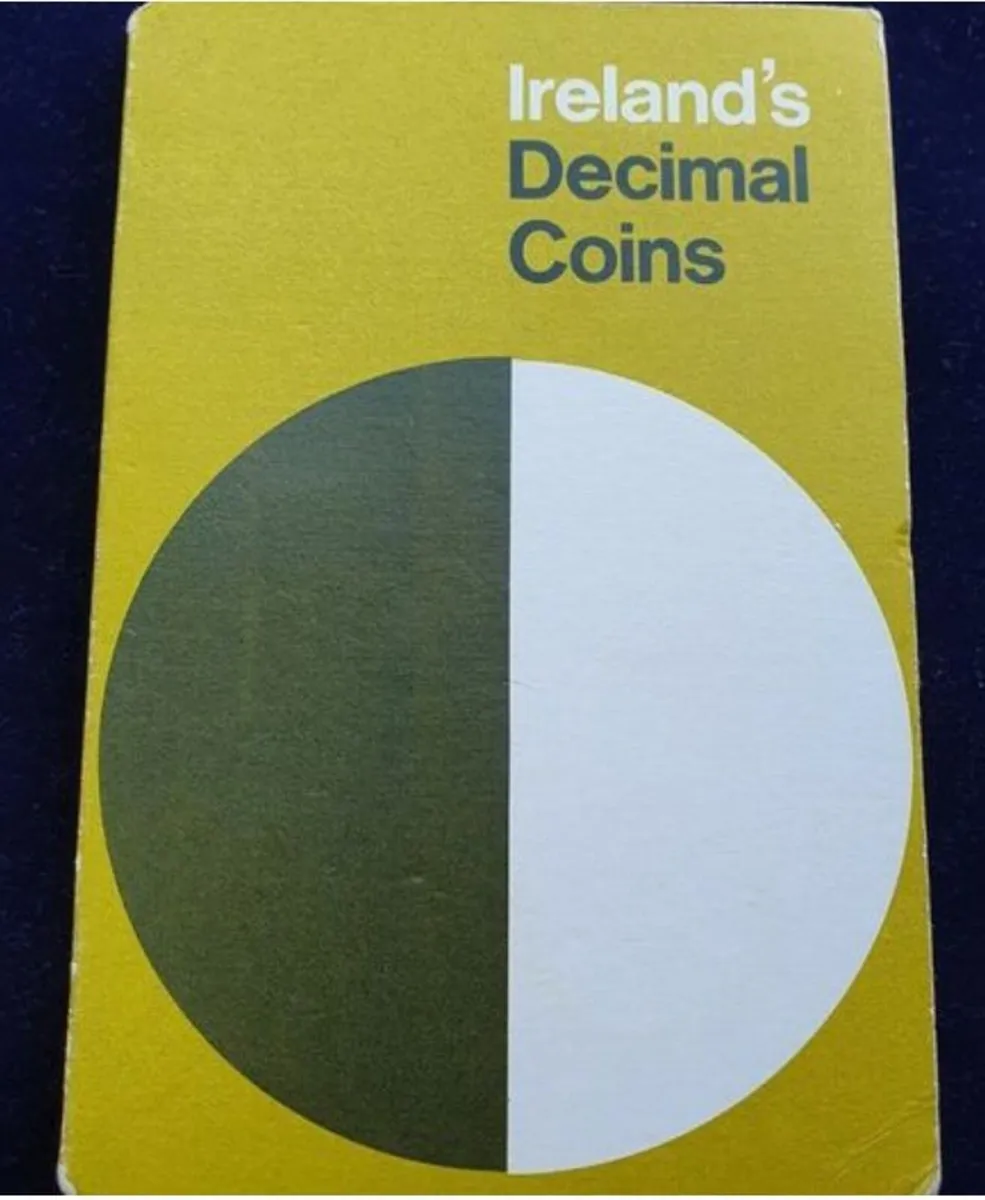 Ireland’s
Decimal
Coins